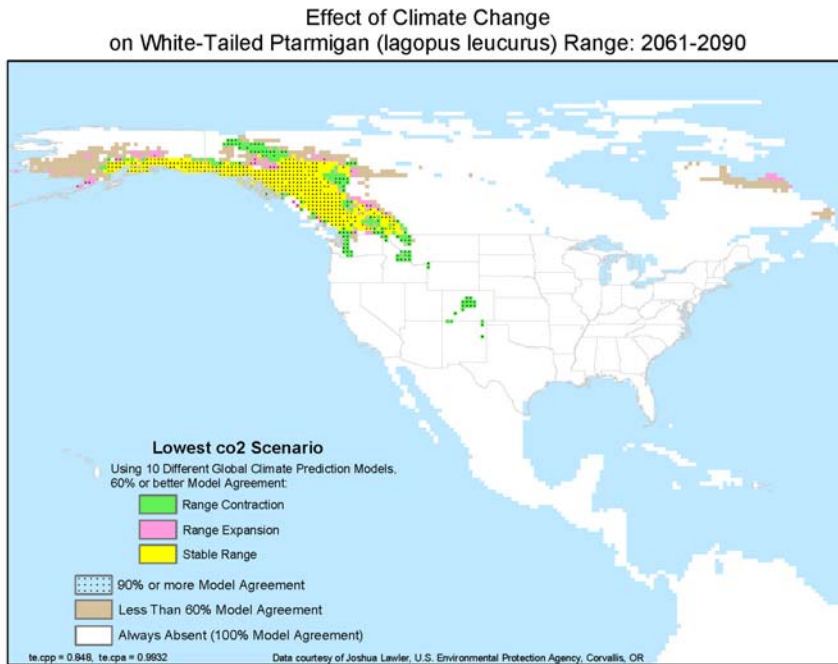 Effect of Climate Change
on White-Tailed Ptarmigan (lagopus leucurus) Range: 2061-2090
Lowest co2 Scenario
Using 10 Different Global Climate Prediction Models,
60% or better Model Agreement:
Range Contraction
Range Expansion
Stable Range
90% or more Model Agreement
Less Than 60% Model Agreement
Always Absent (100% Model Agreement)
te.cpp = 0.848, te.cpa = 0.9932 Data courtesy of Joshua Lawler, U.S. Environmental Protection Agency, Corvallis, OR